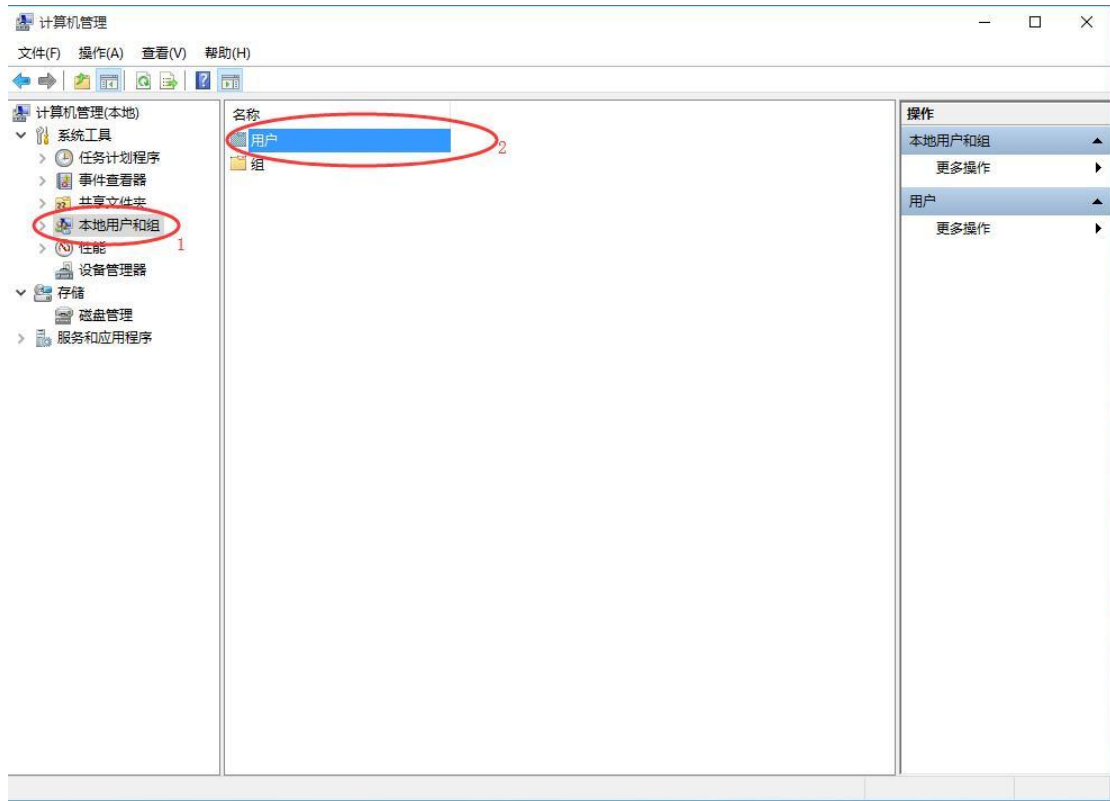 计算机管理
文件(F) 操作(A) 查看(V) 帮助(H)
计算机管理(本地)
系统工具
任务计划程序
事件查看器
共享文件夹
本地用户和组
1
性能
设备管理器
存储
磁盘管理
服务和应用程序
名称
用户
2
组
操作
本地用户和组
更多操作
用户
更多操作